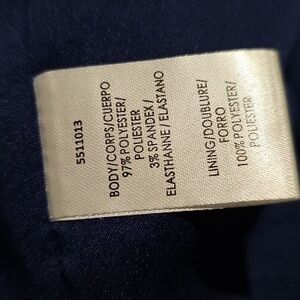 5511013
BODY/CORPS/CUERPO
97% POLYESTER/
POLIESTER
3% SPANDEX/
ELASTHANNE/ELASTANO
LINING/DOUBLURE/
FORRO
100% POLYESTER/
POLIESTER